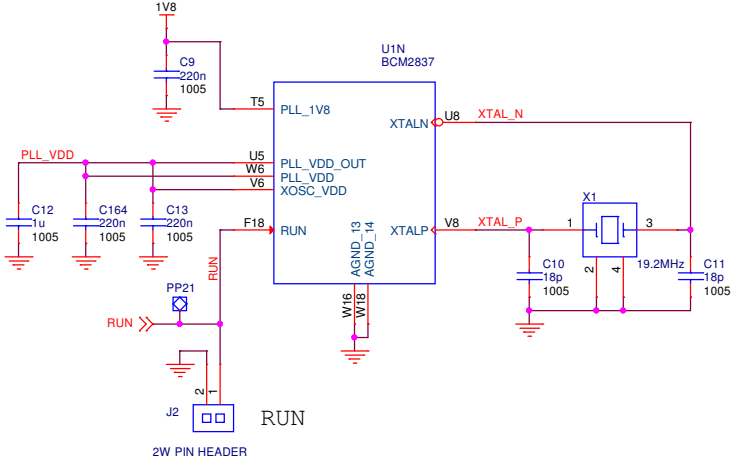 1V8
C9
220n
1005
U1N
BCM2837
T5
PLL_1V8
XTALN
U8
XTAL_N
PLL_VDD
U5
PLL_VDD_OUT
W6
PLL_VDD
V6
XOSC_VDD
C12
1u
1005
C164
220n
1005
C13
220n
1005
F18
RUN
XTALP
V8
XTAL_P
AGND_13
AGND_14
W16
W18
X1
1
3
2
4
19.2MHz
C10
18p
1005
C11
18p
1005
RUN
PP21
RUN
2
1
J2
RUN
2W PIN HEADER